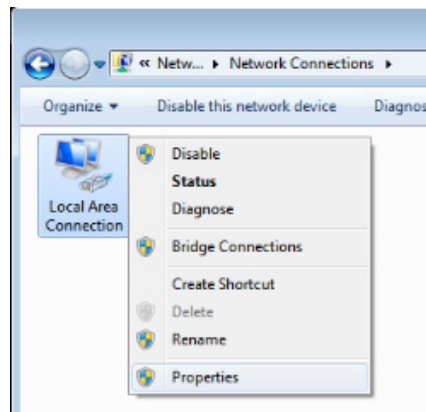 « Netw... ▸ Network Connections ▸
Organize ▾ Disable this network device Diagnos
Local Area
Connection
Disable
Status
Diagnose
Bridge Connections
Create Shortcut
Delete
Rename
Properties